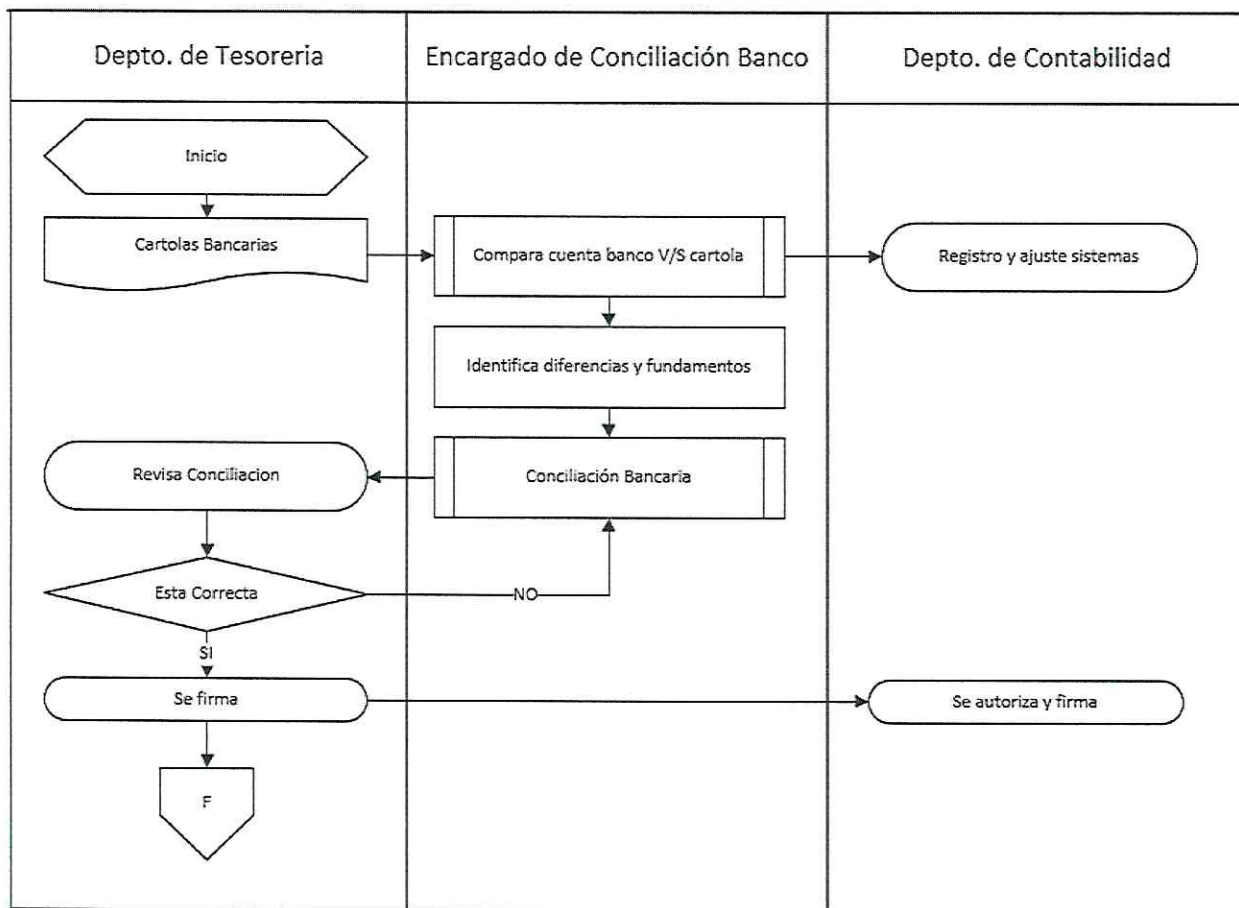 Depto. de Tesoreria
Encargado de Conciliación Banco
Depto. de Contabilidad
Inicio
Cartolas Bancarias
Compara cuenta banco V/S cartola
Registro y ajuste sistemas
Identifica diferencias y fundamentos
Revisa Conciliacion
Conciliación Bancaria
Esta Correcta
NO
SI
Se firma
Se autoriza y firma
F